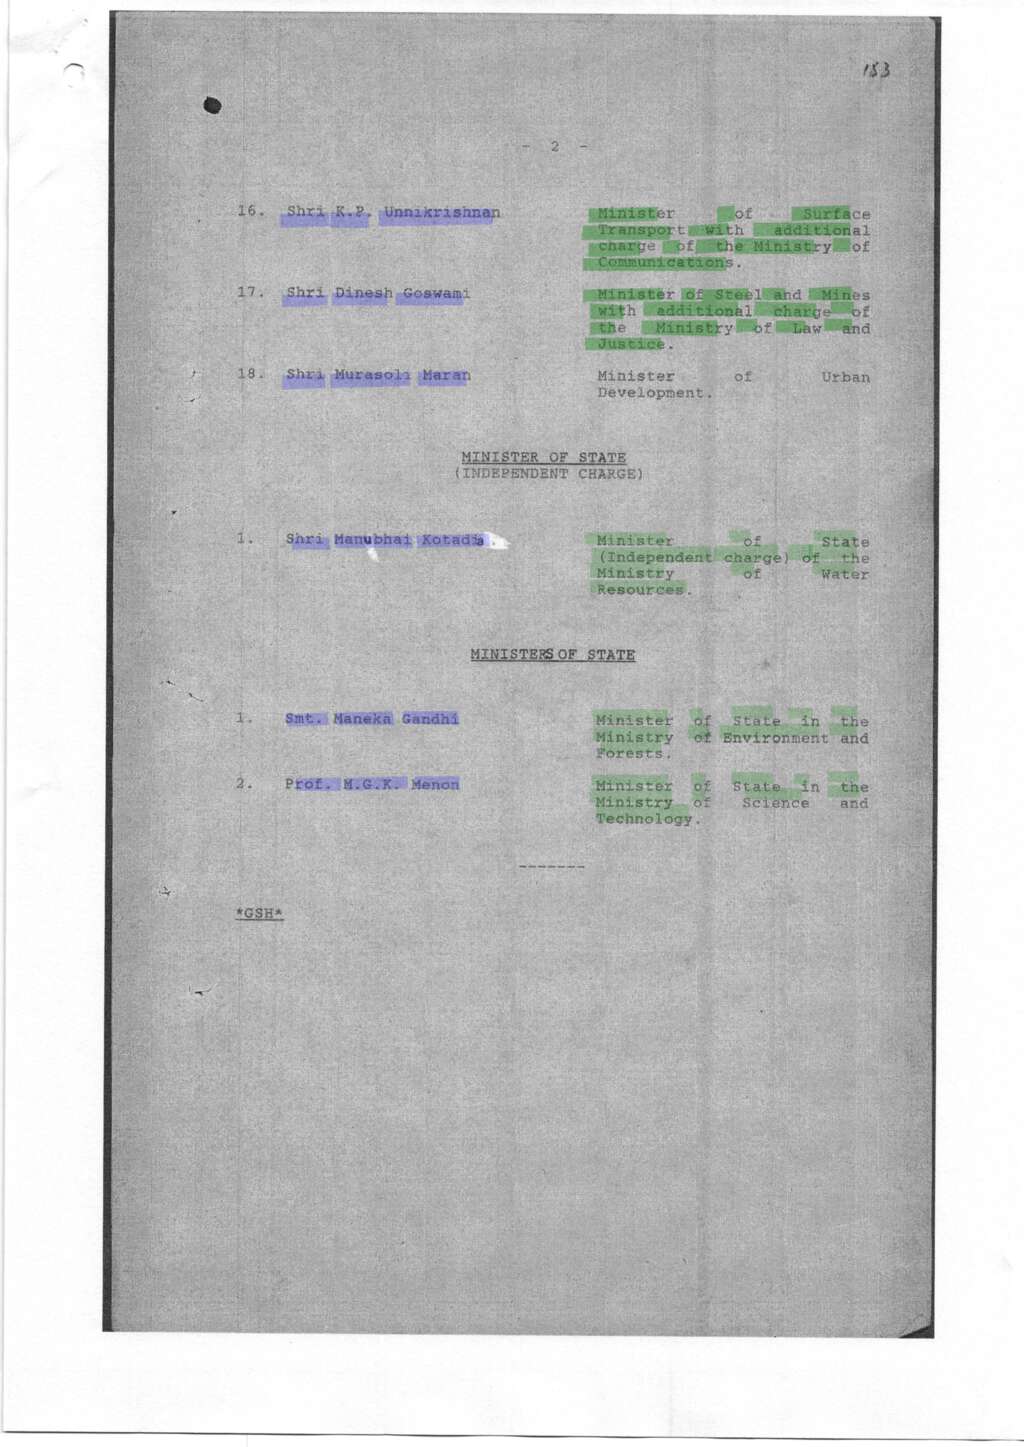 153
- 2 -
16. Shri K.P. Unnikrishnan Minister of Surface
Transport with additional
charge of the Ministry of
Communications.
17. Shri Dinesh Goswami Minister of Steel and Mines
with additional charge of
the Ministry of Law and
Justice.
18. Shri Murasoli Maran Minister of Urban
Development.
MINISTER OF STATE
(INDEPENDENT CHARGE)
1. Shri Manubhai Kotadia. Minister of State
(Independent charge) of the
Ministry of Water
Resources.
MINISTERS OF STATE
1. Smt. Maneka Gandhi Minister of State in the
Ministry of Environment and
Forests.
2. Prof. M.G.K. Menon Minister of State in the
Ministry of Science and
Technology.
-------
*GSH*